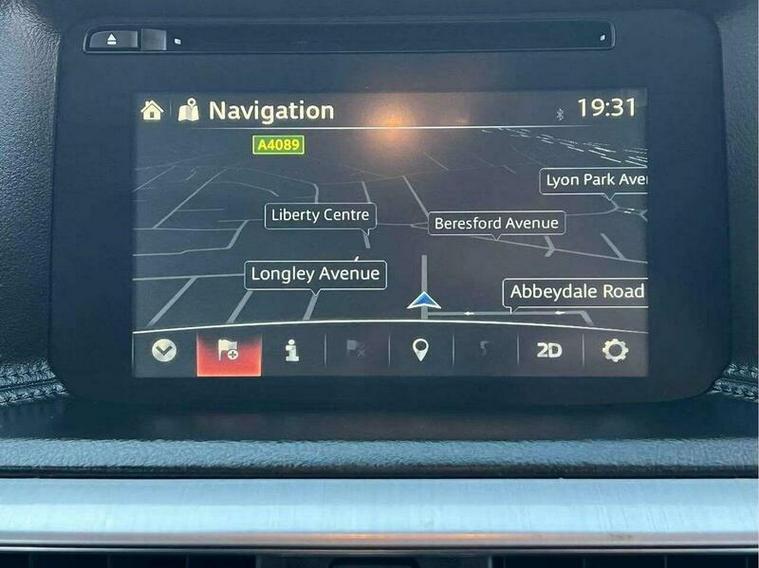 Navigation
19:31
A4089
Lyon Park Ave
Liberty Centre
Beresford Avenue
Longley Avenue
Abbeydale Road
2D